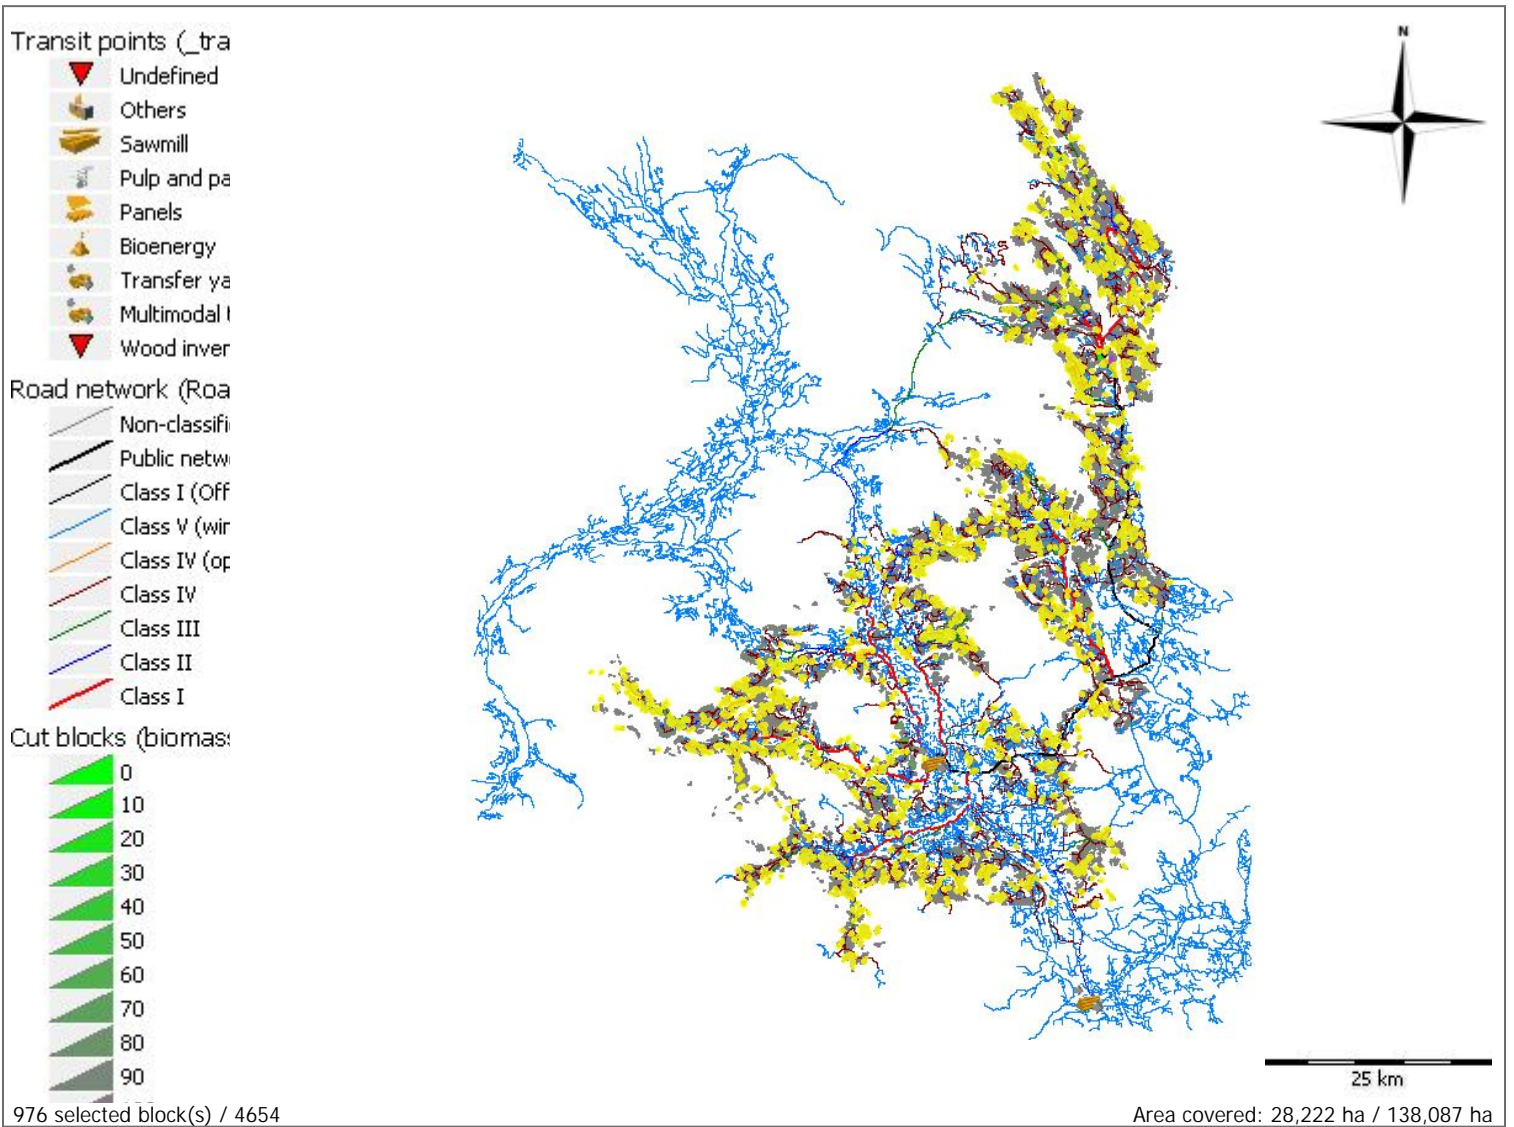 Transit points (_tra
Undefined
Others
Sawmill
Pulp and pa
Panels
Bioenergy
Transfer ya
Multimodal t
Wood inver
Road network (Roa
Non-classifi
Public netw
Class I (Off
Class V (wir
Class IV (op
Class IV
Class III
Class II
Class I
Cut blocks (biomass
0
10
20
30
40
50
60
70
80
90
N
25 km
976 selected block(s) / 4654
Area covered: 28,222 ha / 138,087 ha